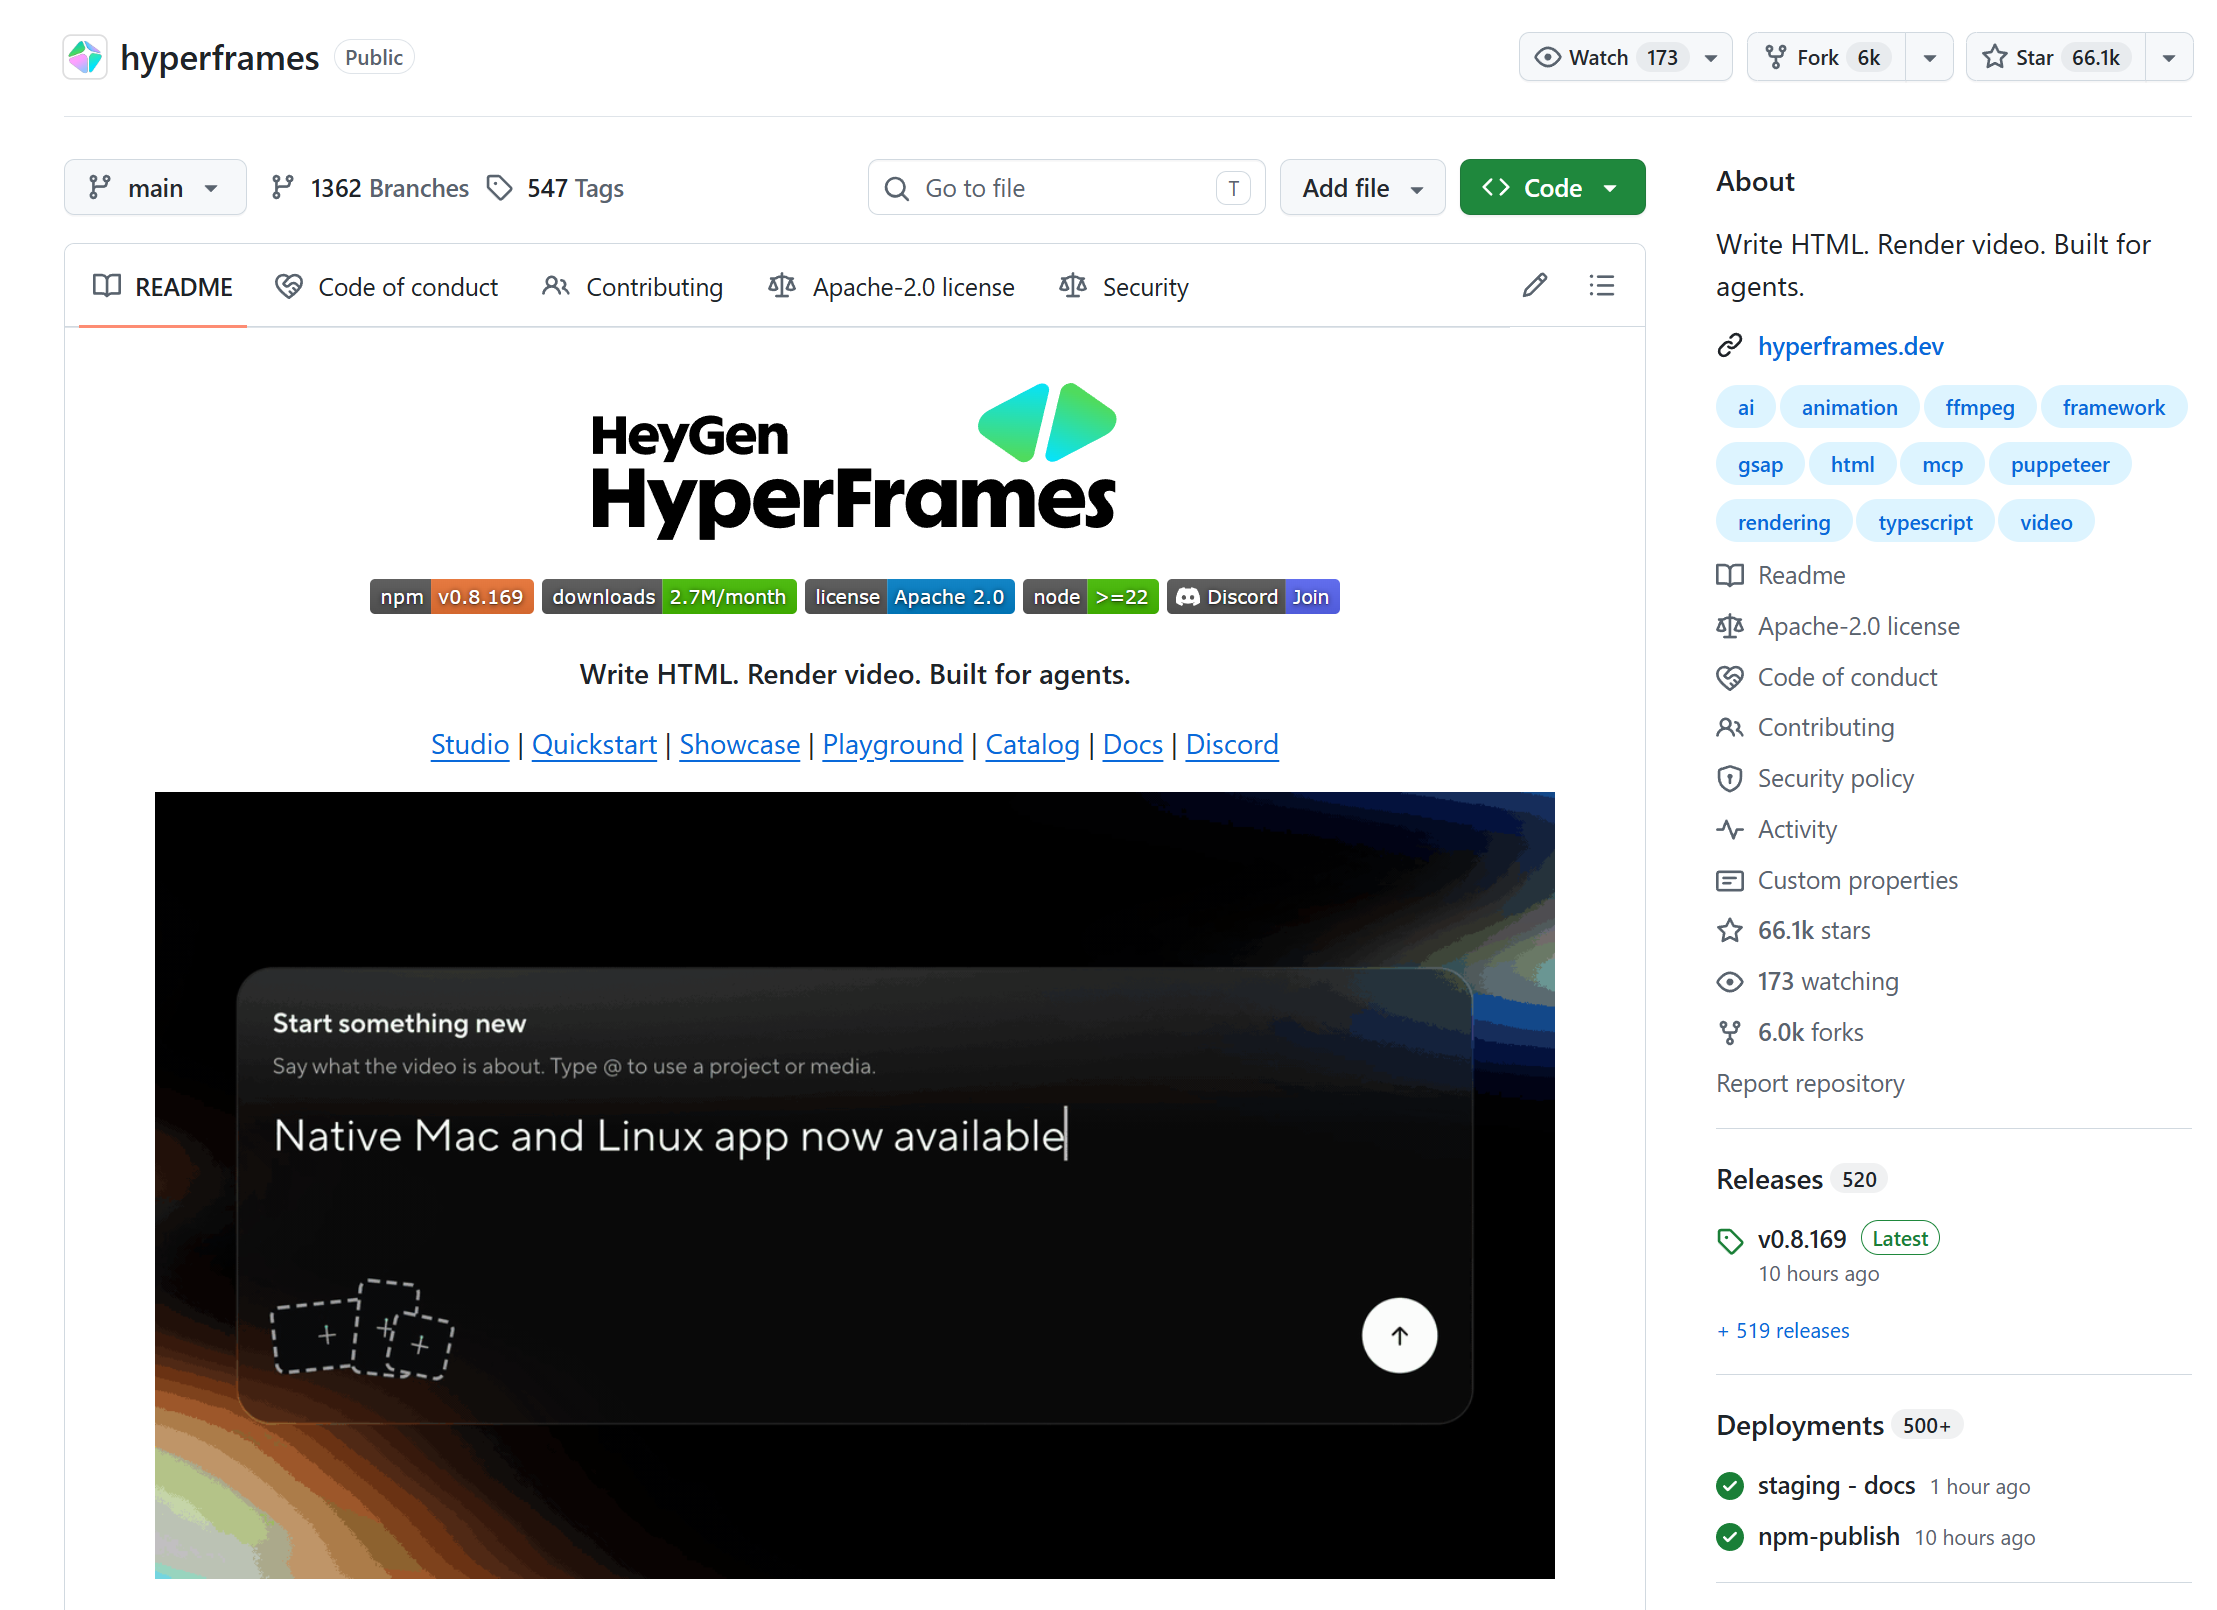 hyperframes Public
Watch 173
Fork 6k
Star 66.1k
main
1362 Branches
547 Tags
Go to file T
Add file
Code
README
Code of conduct
Contributing
Apache-2.0 license
Security
HeyGen
HyperFrames
npm v0.8.169
downloads 2.7M/month
license Apache 2.0
node >=22
Discord Join
Write HTML. Render video. Built for agents.
Studio | Quickstart | Showcase | Playground | Catalog | Docs | Discord
Start something new
Say what the video is about. Type @ to use a project or media.
Native Mac and Linux app now available
About
Write HTML. Render video. Built for
agents.
hyperframes.dev
ai animation ffmpeg framework
gsap html mcp puppeteer
rendering typescript video
Readme
Apache-2.0 license
Code of conduct
Contributing
Security policy
Activity
Custom properties
66.1k stars
173 watching
6.0k forks
Report repository
Releases 520
v0.8.169 Latest
10 hours ago
+ 519 releases
Deployments 500+
staging - docs 1 hour ago
npm-publish 10 hours ago